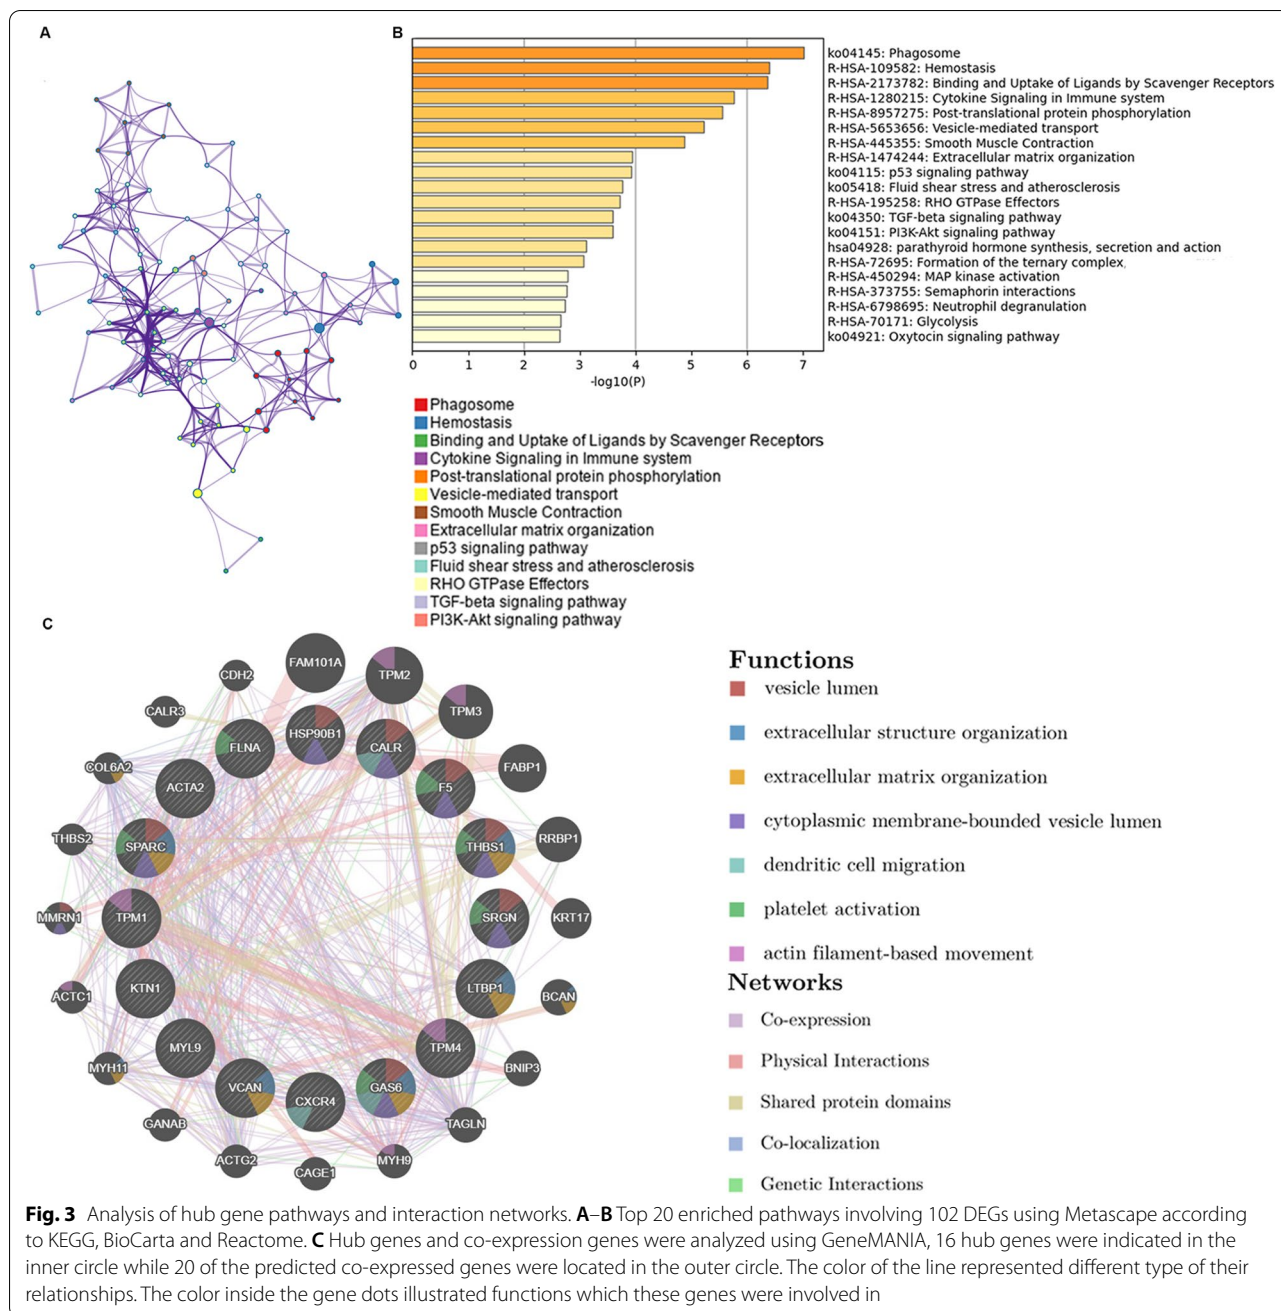 A
B
ko04145: Phagosome
R-HSA-109582: Hemostasis
R-HSA-2173782: Binding and Uptake of Ligands by Scavenger Receptors
R-HSA-1280215: Cytokine Signaling in Immune system
R-HSA-8957275: Post-translational protein phosphorylation
R-HSA-5653656: Vesicle-mediated transport
R-HSA-445355: Smooth Muscle Contraction
R-HSA-1474244: Extracellular matrix organization
ko04115: p53 signaling pathway
ko05418: Fluid shear stress and atherosclerosis
R-HSA-195258: RHO GTPase Effectors
ko04350: TGF-beta signaling pathway
ko04151: PI3K-Akt signaling pathway
hsa04928: parathyroid hormone synthesis, secretion and action
R-HSA-72695: Formation of the ternary complex,
R-HSA-450294: MAP kinase activation
R-HSA-373755: Semaphorin interactions
R-HSA-6798695: Neutrophil degranulation
R-HSA-70171: Glycolysis
ko04921: Oxytocin signaling pathway
0 1 2 3 4 5 6 7
-log10(P)
Phagosome
Hemostasis
Binding and Uptake of Ligands by Scavenger Receptors
Cytokine Signaling in Immune system
Post-translational protein phosphorylation
Vesicle-mediated transport
Smooth Muscle Contraction
Extracellular matrix organization
p53 signaling pathway
Fluid shear stress and atherosclerosis
RHO GTPase Effectors
TGF-beta signaling pathway
PI3K-Akt signaling pathway
C
FAM101A
CDH2
TPM2
CALR3
TPM3
HSP90B1
FLNA
CALR
COL6A2
FABP1
ACTA2
F5
THBS2
RRBP1
SPARC
THBS1
MMRN1
TPM1
SRGN
KRT17
ACTC1
KTN1
LTBP1
BCAN
MYL9
TPM4
MYH11
BNIP3
VCAN
CXCR4
GAS6
GANAB
TAGLN
ACTG2
CAGE1
MYH9
Functions
vesicle lumen
extracellular structure organization
extracellular matrix organization
cytoplasmic membrane-bounded vesicle lumen
dendritic cell migration
platelet activation
actin filament-based movement
Networks
Co-expression
Physical Interactions
Shared protein domains
Co-localization
Genetic Interactions
Fig. 3 Analysis of hub gene pathways and interaction networks. A–B Top 20 enriched pathways involving 102 DEGs using Metascape according
to KEGG, BioCarta and Reactome. C Hub genes and co-expression genes were analyzed using GeneMANIA, 16 hub genes were indicated in the
inner circle while 20 of the predicted co-expressed genes were located in the outer circle. The color of the line represented different type of their
relationships. The color inside the gene dots illustrated functions which these genes were involved in